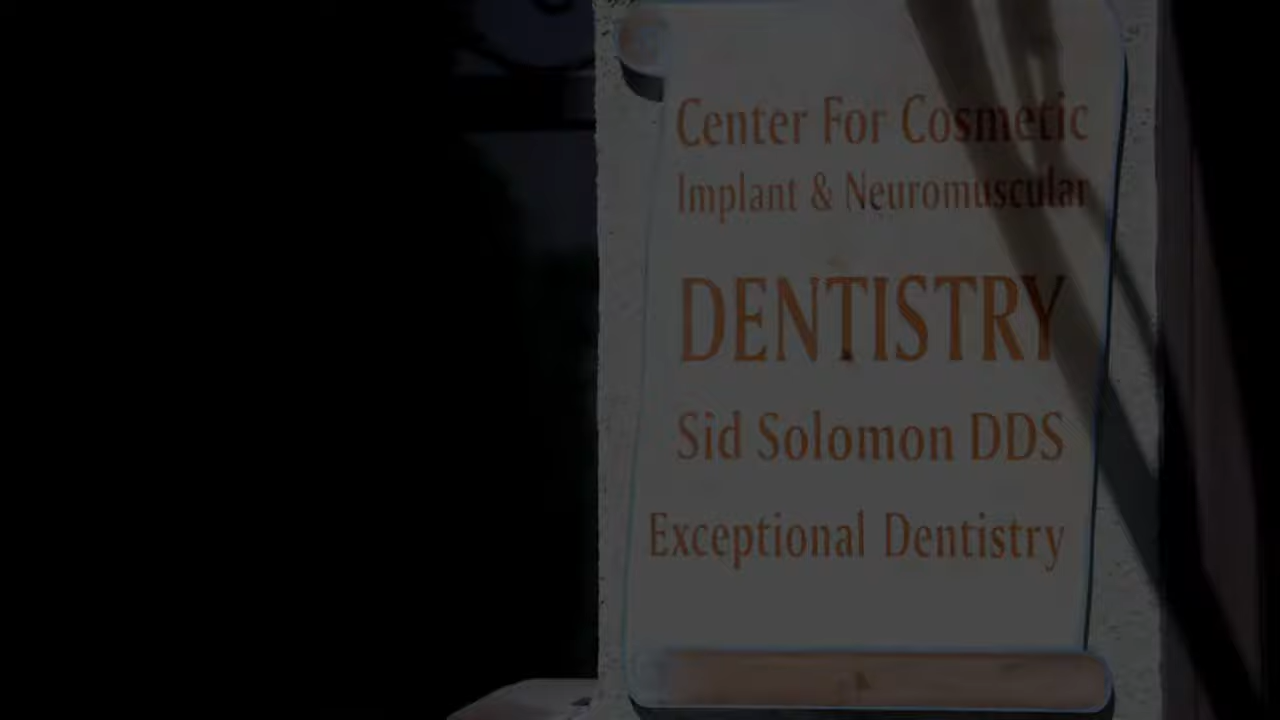 Center For Cosmetic
Implant & Neuromuscular
DENTISTRY
Sid Solomon DDS
Exceptional Dentistry